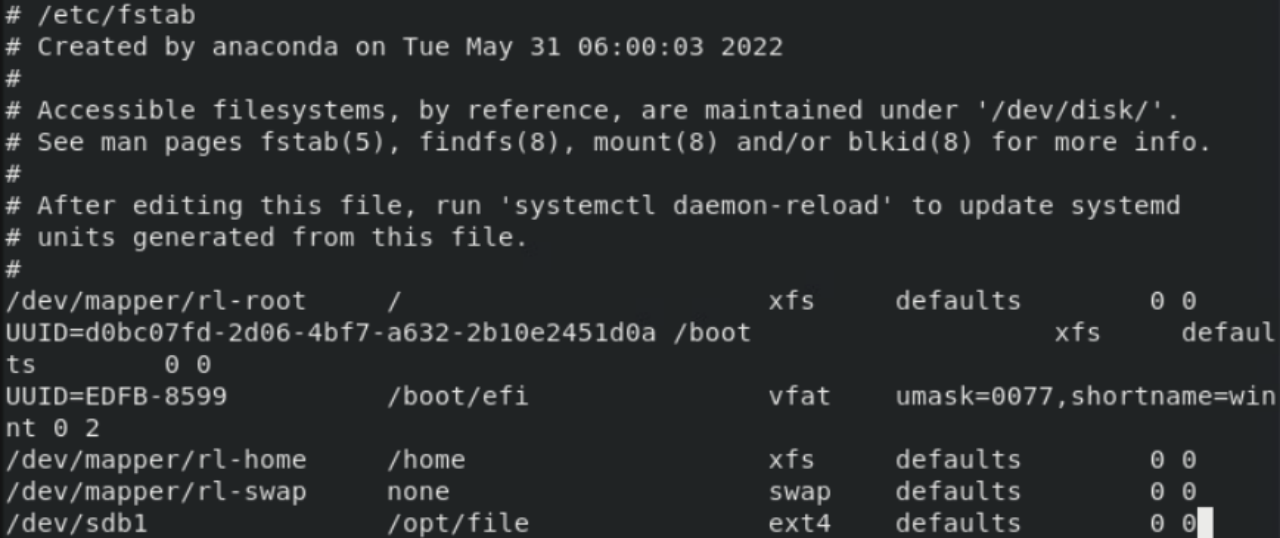 # /etc/fstab
# Created by anaconda on Tue May 31 06:00:03 2022
#
# Accessible filesystems, by reference, are maintained under '/dev/disk/'.
# See man pages fstab(5), findfs(8), mount(8) and/or blkid(8) for more info.
#
# After editing this file, run 'systemctl daemon-reload' to update systemd
# units generated from this file.
#
/dev/mapper/rl-root     /                       xfs     defaults        0 0
UUID=d0bc07fd-2d06-4bf7-a632-2b10e2451d0a /boot                   xfs     defaul
ts        0 0
UUID=EDFB-8599          /boot/efi               vfat    umask=0077,shortname=win
nt 0 2
/dev/mapper/rl-home     /home                   xfs     defaults        0 0
/dev/mapper/rl-swap     none                    swap    defaults        0 0
/dev/sdb1               /opt/file               ext4    defaults        0 0